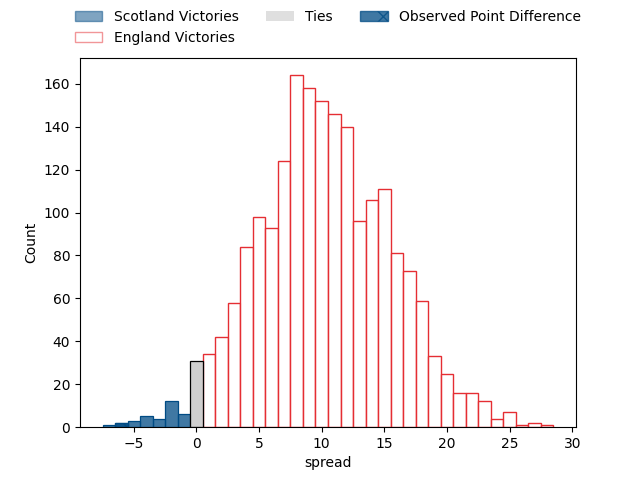 Scotland Victories
Ties
Observed Point Difference
England Victories
160
140
120
100
80
60
40
20
0
Count
−5
0
5
10
15
20
25
30
spread